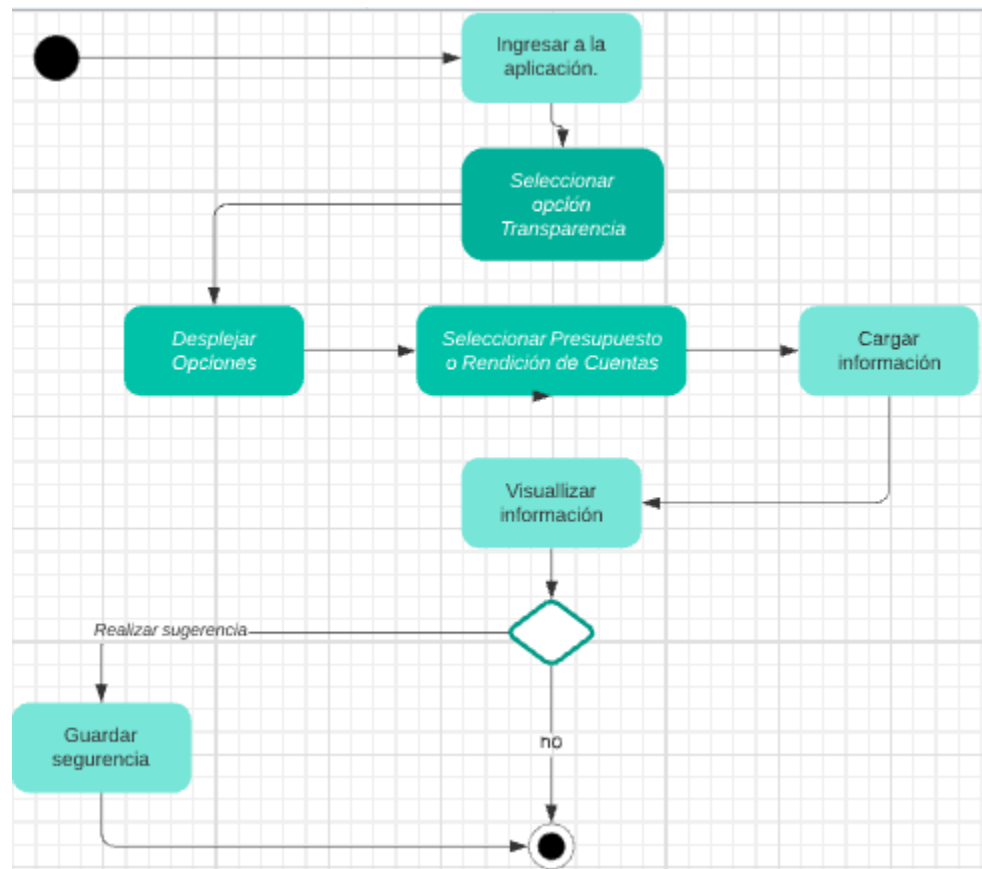 Ingresar a la
aplicación.
Seleccionar
opción
Transparencia
Desplejar
Opciones
Seleccionar Presupuesto
o Rendición de Cuentas
Cargar
información
Visuallizar
información
Realizar sugerencia
Guardar
segurencia
no